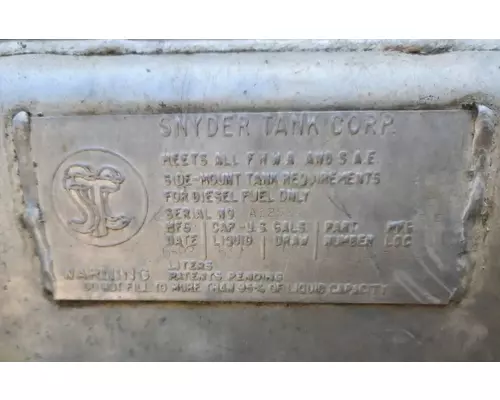 SNYDER TANK CORP.
MEETS ALL F.H.W.A. AND S.A.E.
SIDE-MOUNT TANK REQUIREMENTS
FOR DIESEL FUEL ONLY
STC
SERIAL NO
MFG CAP-U.S. GALS. PART MFG
DATE LIQUID DRAW NUMBER LOC
LITERS
WARNING PATENTS PENDING
DO NOT FILL TO MORE THAN 95% OF LIQUID CAPACITY